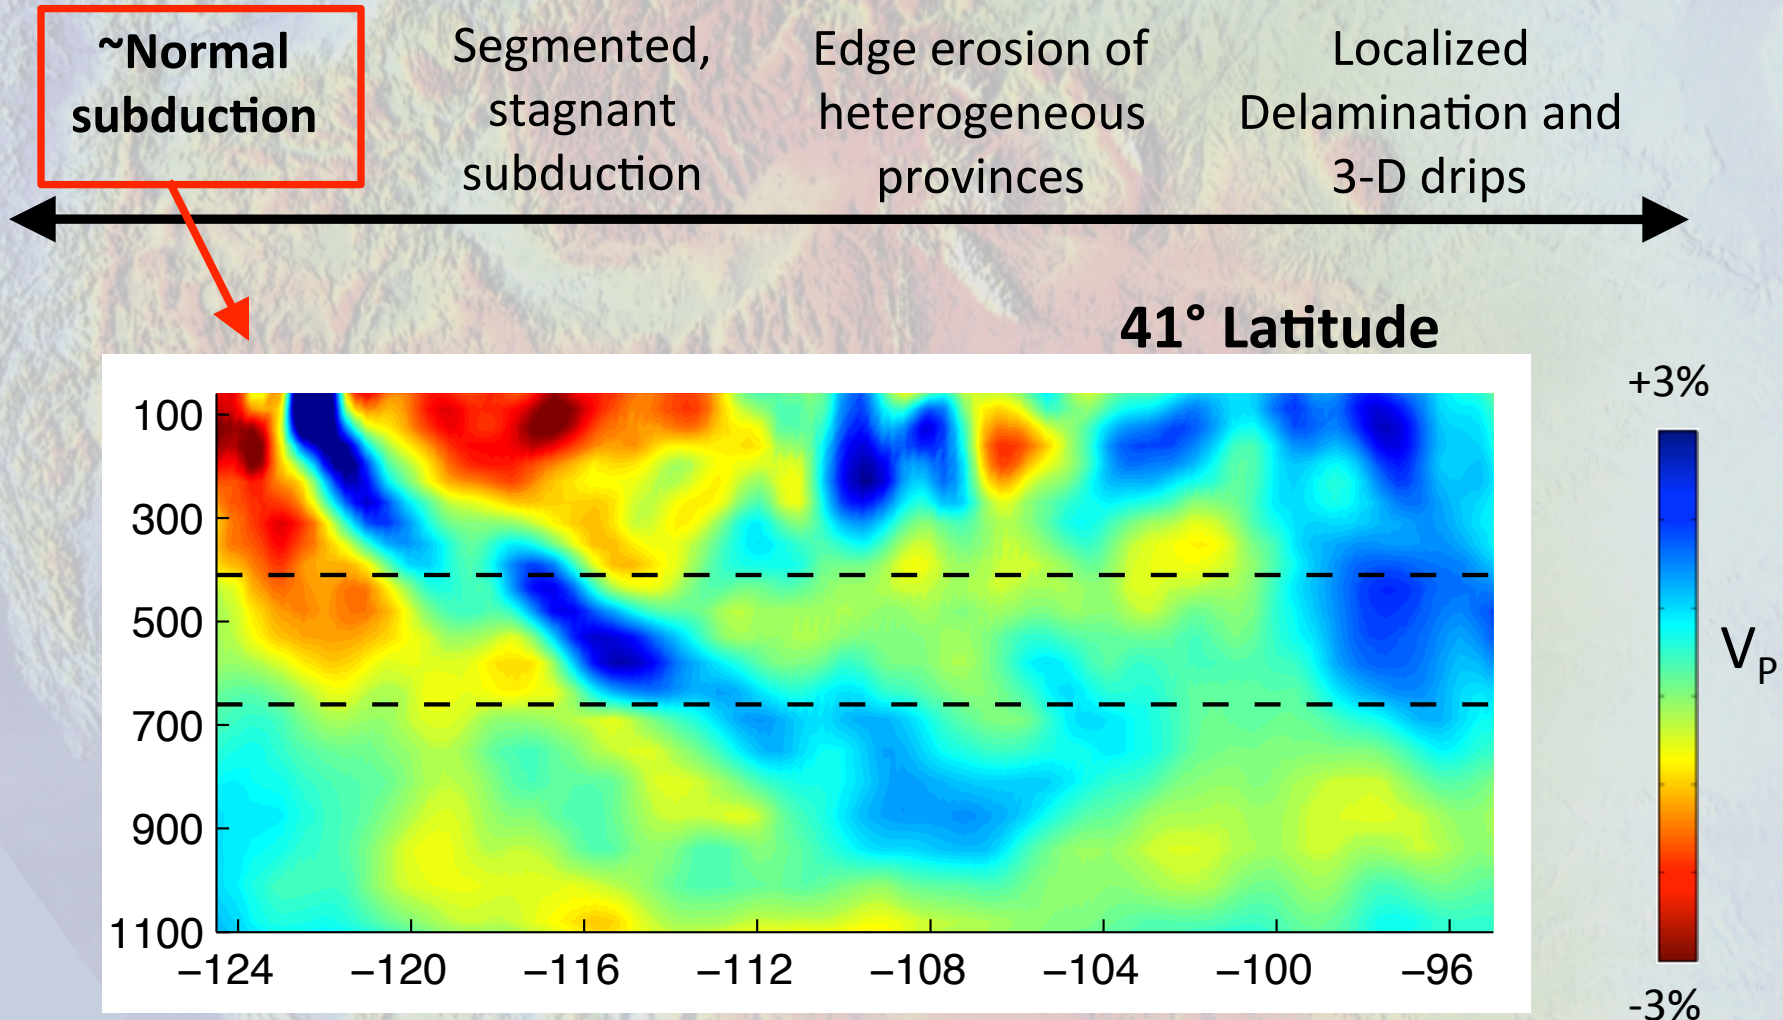 ~Normal
subduction
Segmented,
stagnant
subduction
Edge erosion of
heterogeneous
provinces
Localized
Delamination and
3-D drips
41° Latitude
100
300
500
700
900
1100
−124
−120
−116
−112
−108
−104
−100
−96
+3%
VP
-3%